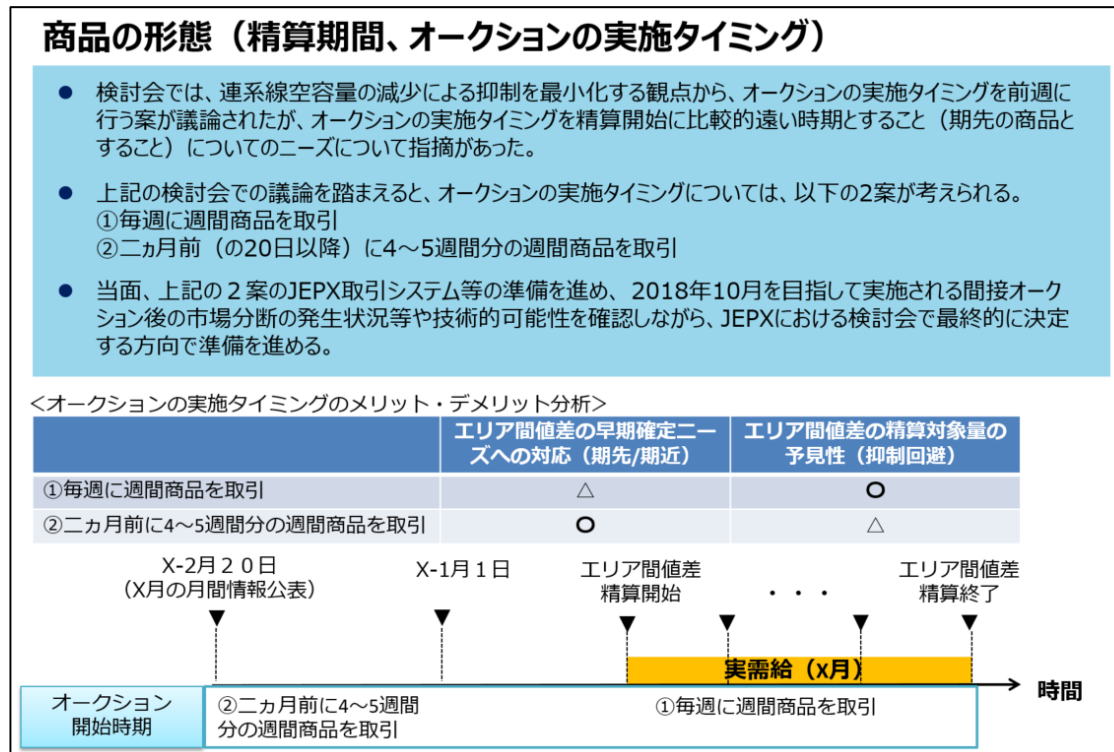 商品の形態（精算期間、オークションの実施タイミング）
● 検討会では、連系線空容量の減少による抑制を最小化する観点から、オークションの実施タイミングを前週に
行う案が議論されたが、オークションの実施タイミングを精算開始に比較的遠い時期とすること（期先の商品と
すること）についてのニーズについて指摘があった。
● 上記の検討会での議論を踏まえると、オークションの実施タイミングについては、以下の2案が考えられる。
①毎週に週間商品を取引
②二ヵ月前（の20日以降）に4～5週間分の週間商品を取引
● 当面、上記の２案のJEPX取引システム等の準備を進め、2018年10月を目指して実施される間接オーク
ション後の市場分断の発生状況等や技術的可能性を確認しながら、JEPXにおける検討会で最終的に決定
する方向で準備を進める。
＜オークションの実施タイミングのメリット・デメリット分析＞
エリア間値差の早期確定ニー
ズへの対応（期先/期近）
エリア間値差の精算対象量の
予見性（抑制回避）
①毎週に週間商品を取引 △ ○
②二ヵ月前に4～5週間分の週間商品を取引 ○ △
X-2月２０日
（X月の月間情報公表）
X-1月１日
エリア間値差
精算開始
・・・
エリア間値差
精算終了
実需給（X月）
時間
オークション
開始時期
②二ヵ月前に4～5週間
分の週間商品を取引
①毎週に週間商品を取引